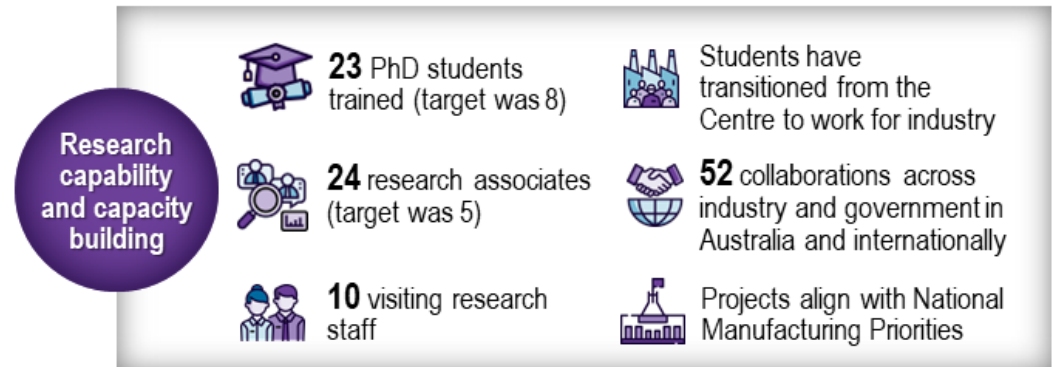 Research
capability
and capacity
building
23 PhD students
trained (target was 8)
24 research associates
(target was 5)
10 visiting research
staff
Students have
transitioned from the
Centre to work for industry
52 collaborations across
industry and government in
Australia and internationally
Projects align with National
Manufacturing Priorities